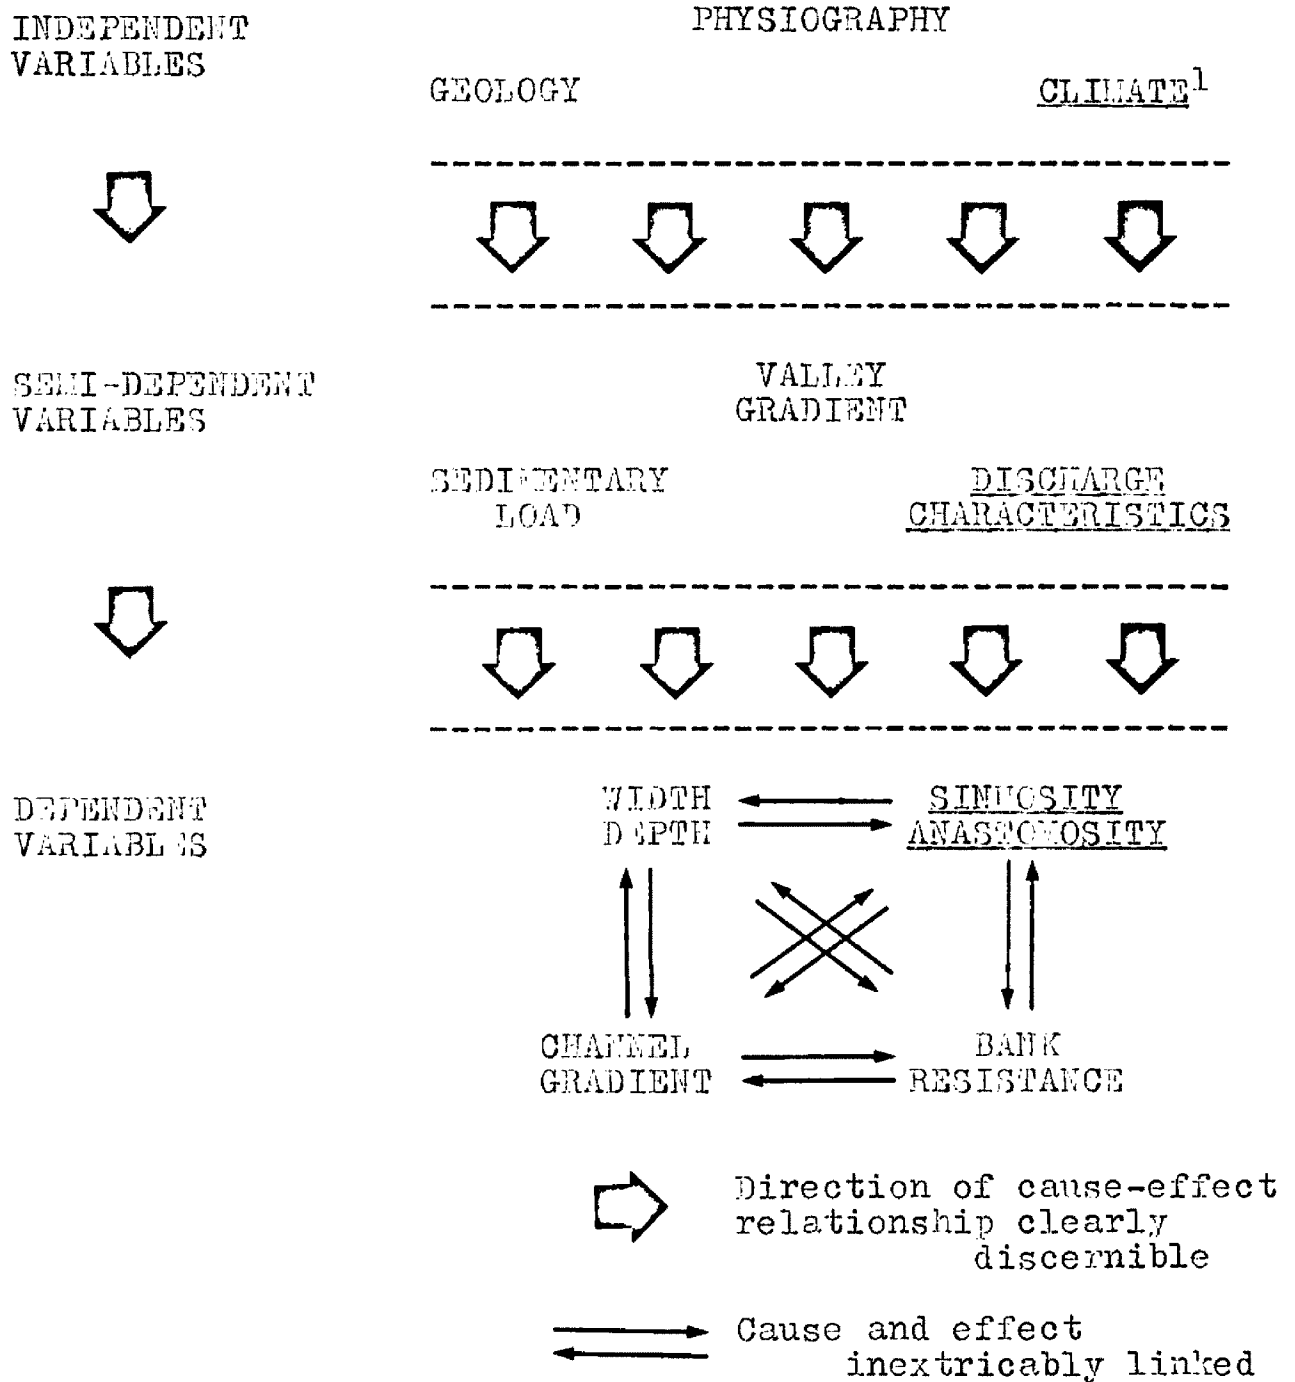 INDEPENDENT
VARIABLES
PHYSIOGRAPHY
GEOLOGY
CLIMATE¹
SEMI-DEPENDENT
VARIABLES
VALLEY
GRADIENT
SEDIMENTARY
LOAD
DISCHARGE
CHARACTERISTICS
DEPENDENT
VARIABLES
WIDTH
DEPTH
SINUOSITY
ANASTOMOSITY
CHANNEL
GRADIENT
BANK
RESISTANCE
Direction of cause-effect
relationship clearly
discernible
Cause and effect
inextricably linked